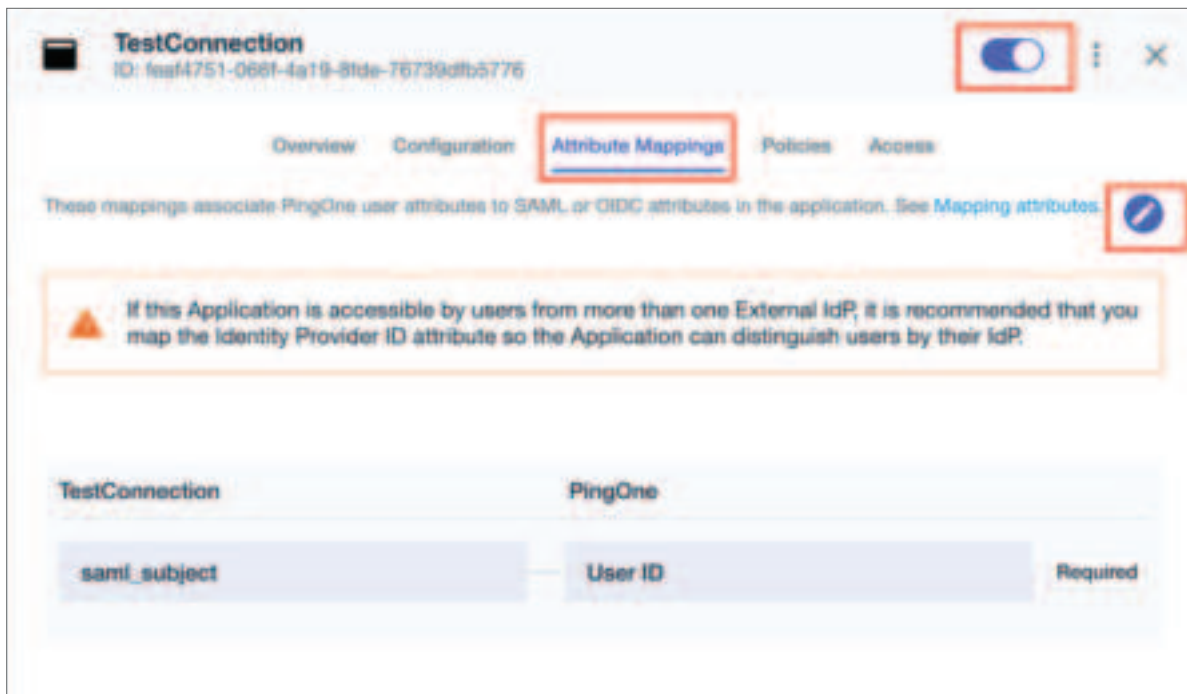 TestConnection
ID: feaf4751-066f-4a19-8fde-76739dfb5776
Overview Configuration Attribute Mappings Policies Access
These mappings associate PingOne user attributes to SAML or OIDC attributes in the application. See Mapping attributes.
If this Application is accessible by users from more than one External IdP, it is recommended that you
map the Identity Provider ID attribute so the Application can distinguish users by their IdP.
TestConnection PingOne
saml_subject User ID Required